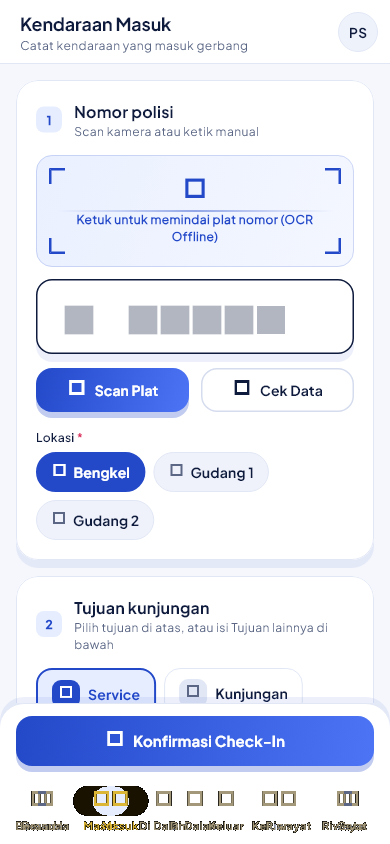 Kendaraan Masuk
Catat kendaraan yang masuk gerbang
PS
1
Nomor polisi
Scan kamera atau ketik manual
Ketuk untuk memindai plat nomor (OCR
Offline)
Scan Plat
Cek Data
Lokasi *
Bengkel
Gudang 1
Gudang 2
2
Tujuan kunjungan
Pilih tujuan di atas, atau isi Tujuan lainnya di
bawah
Service
Kunjungan
Konfirmasi Check-In